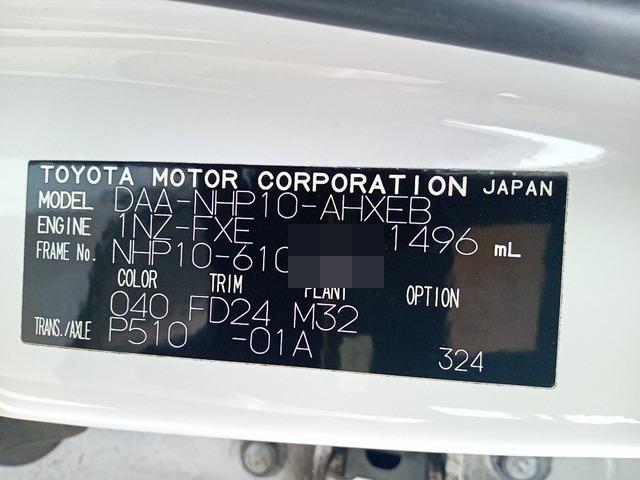 TOYOTA MOTOR CORPORATION JAPAN
MODEL DAA-NHP10-AHXEB
ENGINE 1NZ-FXE 1496 mL
FRAME No. NHP10-610
COLOR TRIM PLANT OPTION
040 FD24 M32
TRANS./AXLE P510 -01A 324